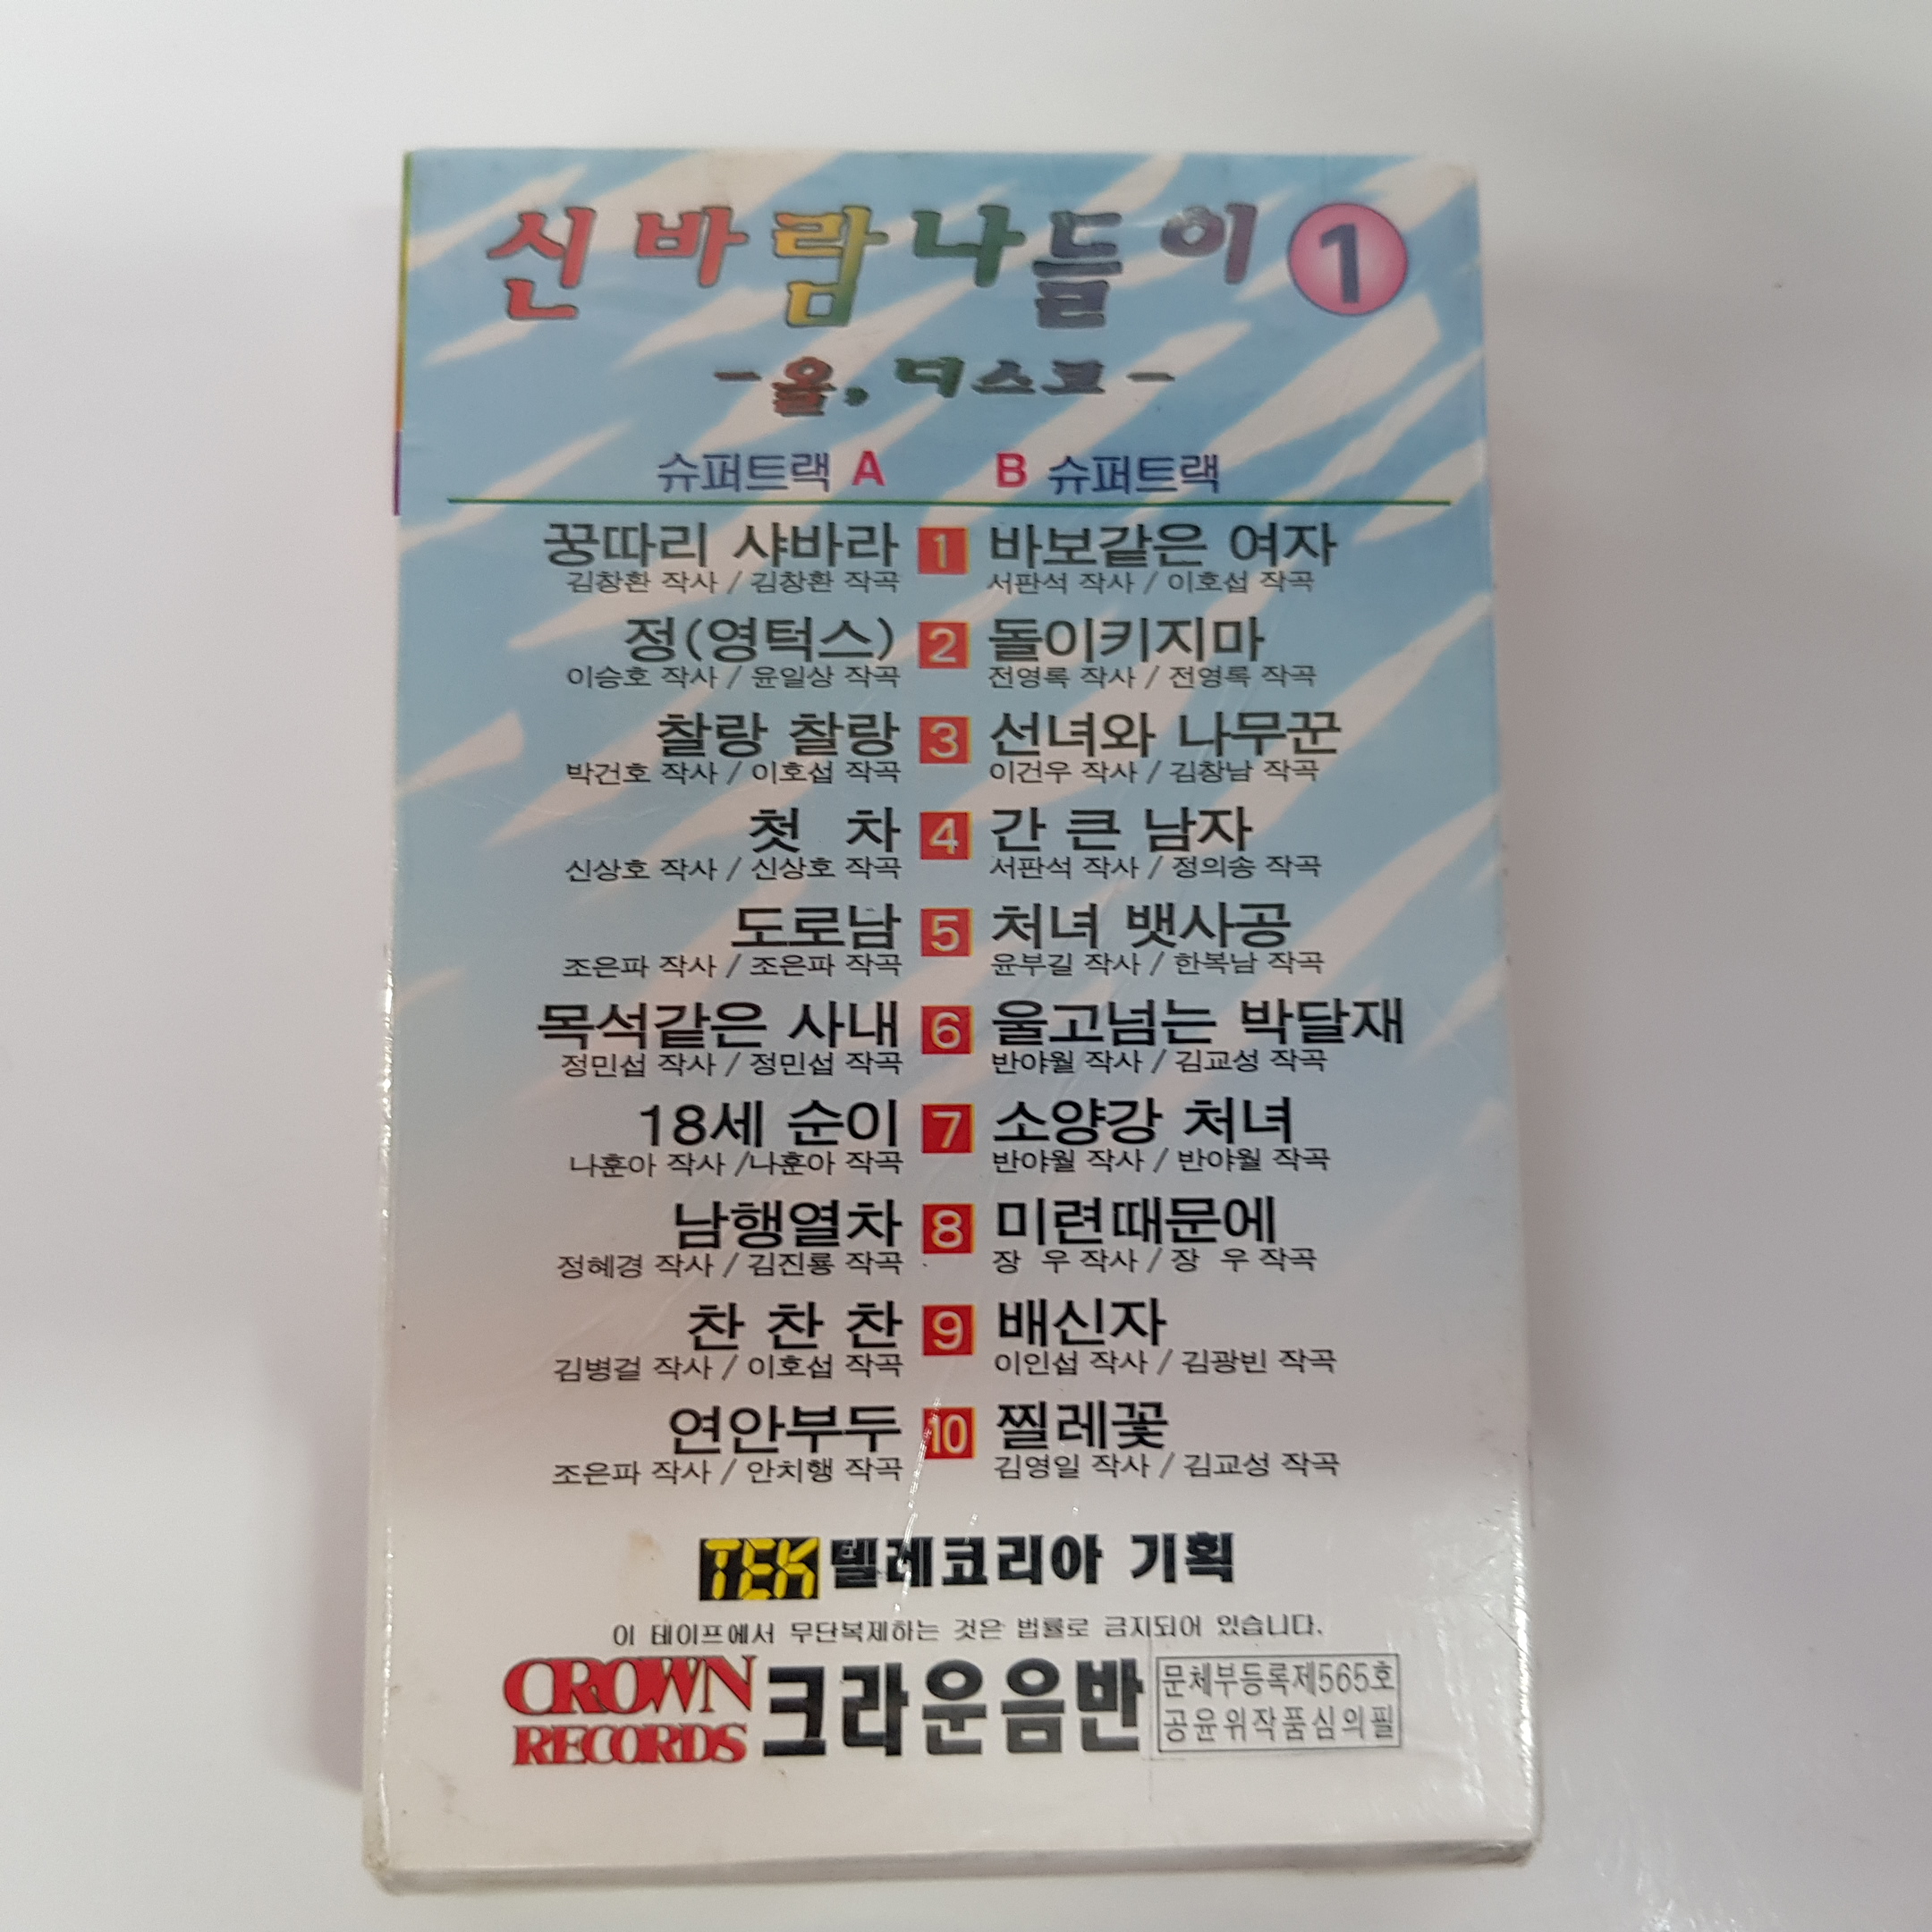 신바람나들이 1
-올, 디스코-
슈퍼트랙 A B 슈퍼트랙
꿍따리 샤바라 1 바보같은 여자
김창환 작사 / 김창환 작곡 서판석 작사 / 이호섭 작곡
정(영턱스) 2 돌이키지마
이승호 작사 / 윤일상 작곡 전영록 작사 / 전영록 작곡
찰랑 찰랑 3 선녀와 나무꾼
박건호 작사 / 이호섭 작곡 이건우 작사 / 김창남 작곡
첫 차 4 간 큰 남자
신상호 작사 / 신상호 작곡 서판석 작사 / 정의송 작곡
도로남 5 처녀 뱃사공
조은파 작사 / 조은파 작곡 윤부길 작사 / 한복남 작곡
목석같은 사내 6 울고넘는 박달재
정민섭 작사 / 정민섭 작곡 반야월 작사 / 김교성 작곡
18세 순이 7 소양강 처녀
나훈아 작사 /나훈아 작곡 반야월 작사 / 반야월 작곡
남행열차 8 미련때문에
정혜경 작사 / 김진룡 작곡 장 우 작사 / 장 우 작곡
찬 찬 찬 9 배신자
김병걸 작사 / 이호섭 작곡 이인섭 작사 / 김광빈 작곡
연안부두 10 찔레꽃
조은파 작사 / 안치행 작곡 김영일 작사 / 김교성 작곡
TEK 텔레코리아 기획
이 테이프에서 무단복제하는 것은 법률로 금지되어 있습니다.
CROWN RECORDS 크라운음반 문체부등록제565호
공윤위작품심의필